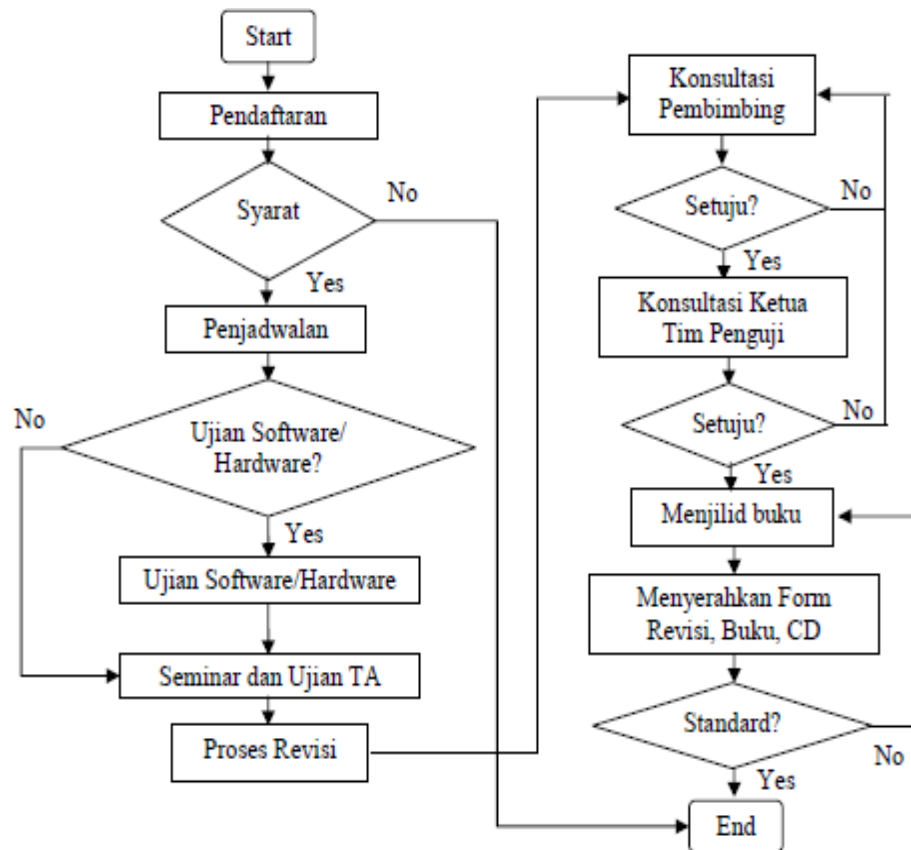 Start
Pendaftaran
Syarat
No
Yes
Penjadwalan
No
Ujian Software/
Hardware?
Yes
Ujian Software/Hardware
Seminar dan Ujian TA
Proses Revisi
Konsultasi
Pembimbing
Setuju?
No
Yes
Konsultasi Ketua
Tim Penguji
Setuju?
No
Yes
Menjilid buku
Menyerahkan Form
Revisi, Buku, CD
Standard?
No
Yes
End